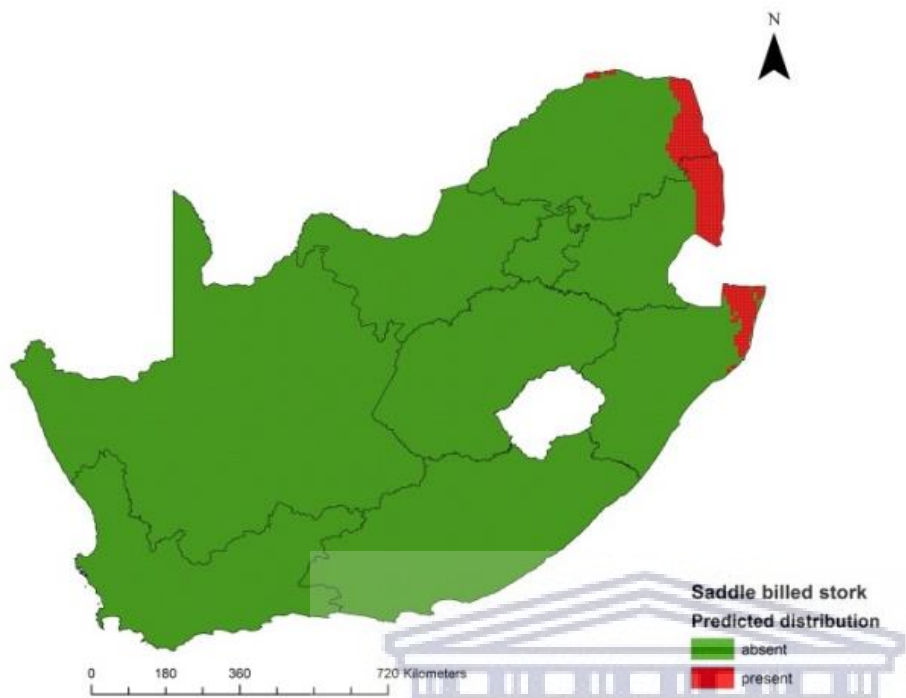 N
Saddle billed stork
Predicted distribution
absent
present
0 180 360 720 Kilometers